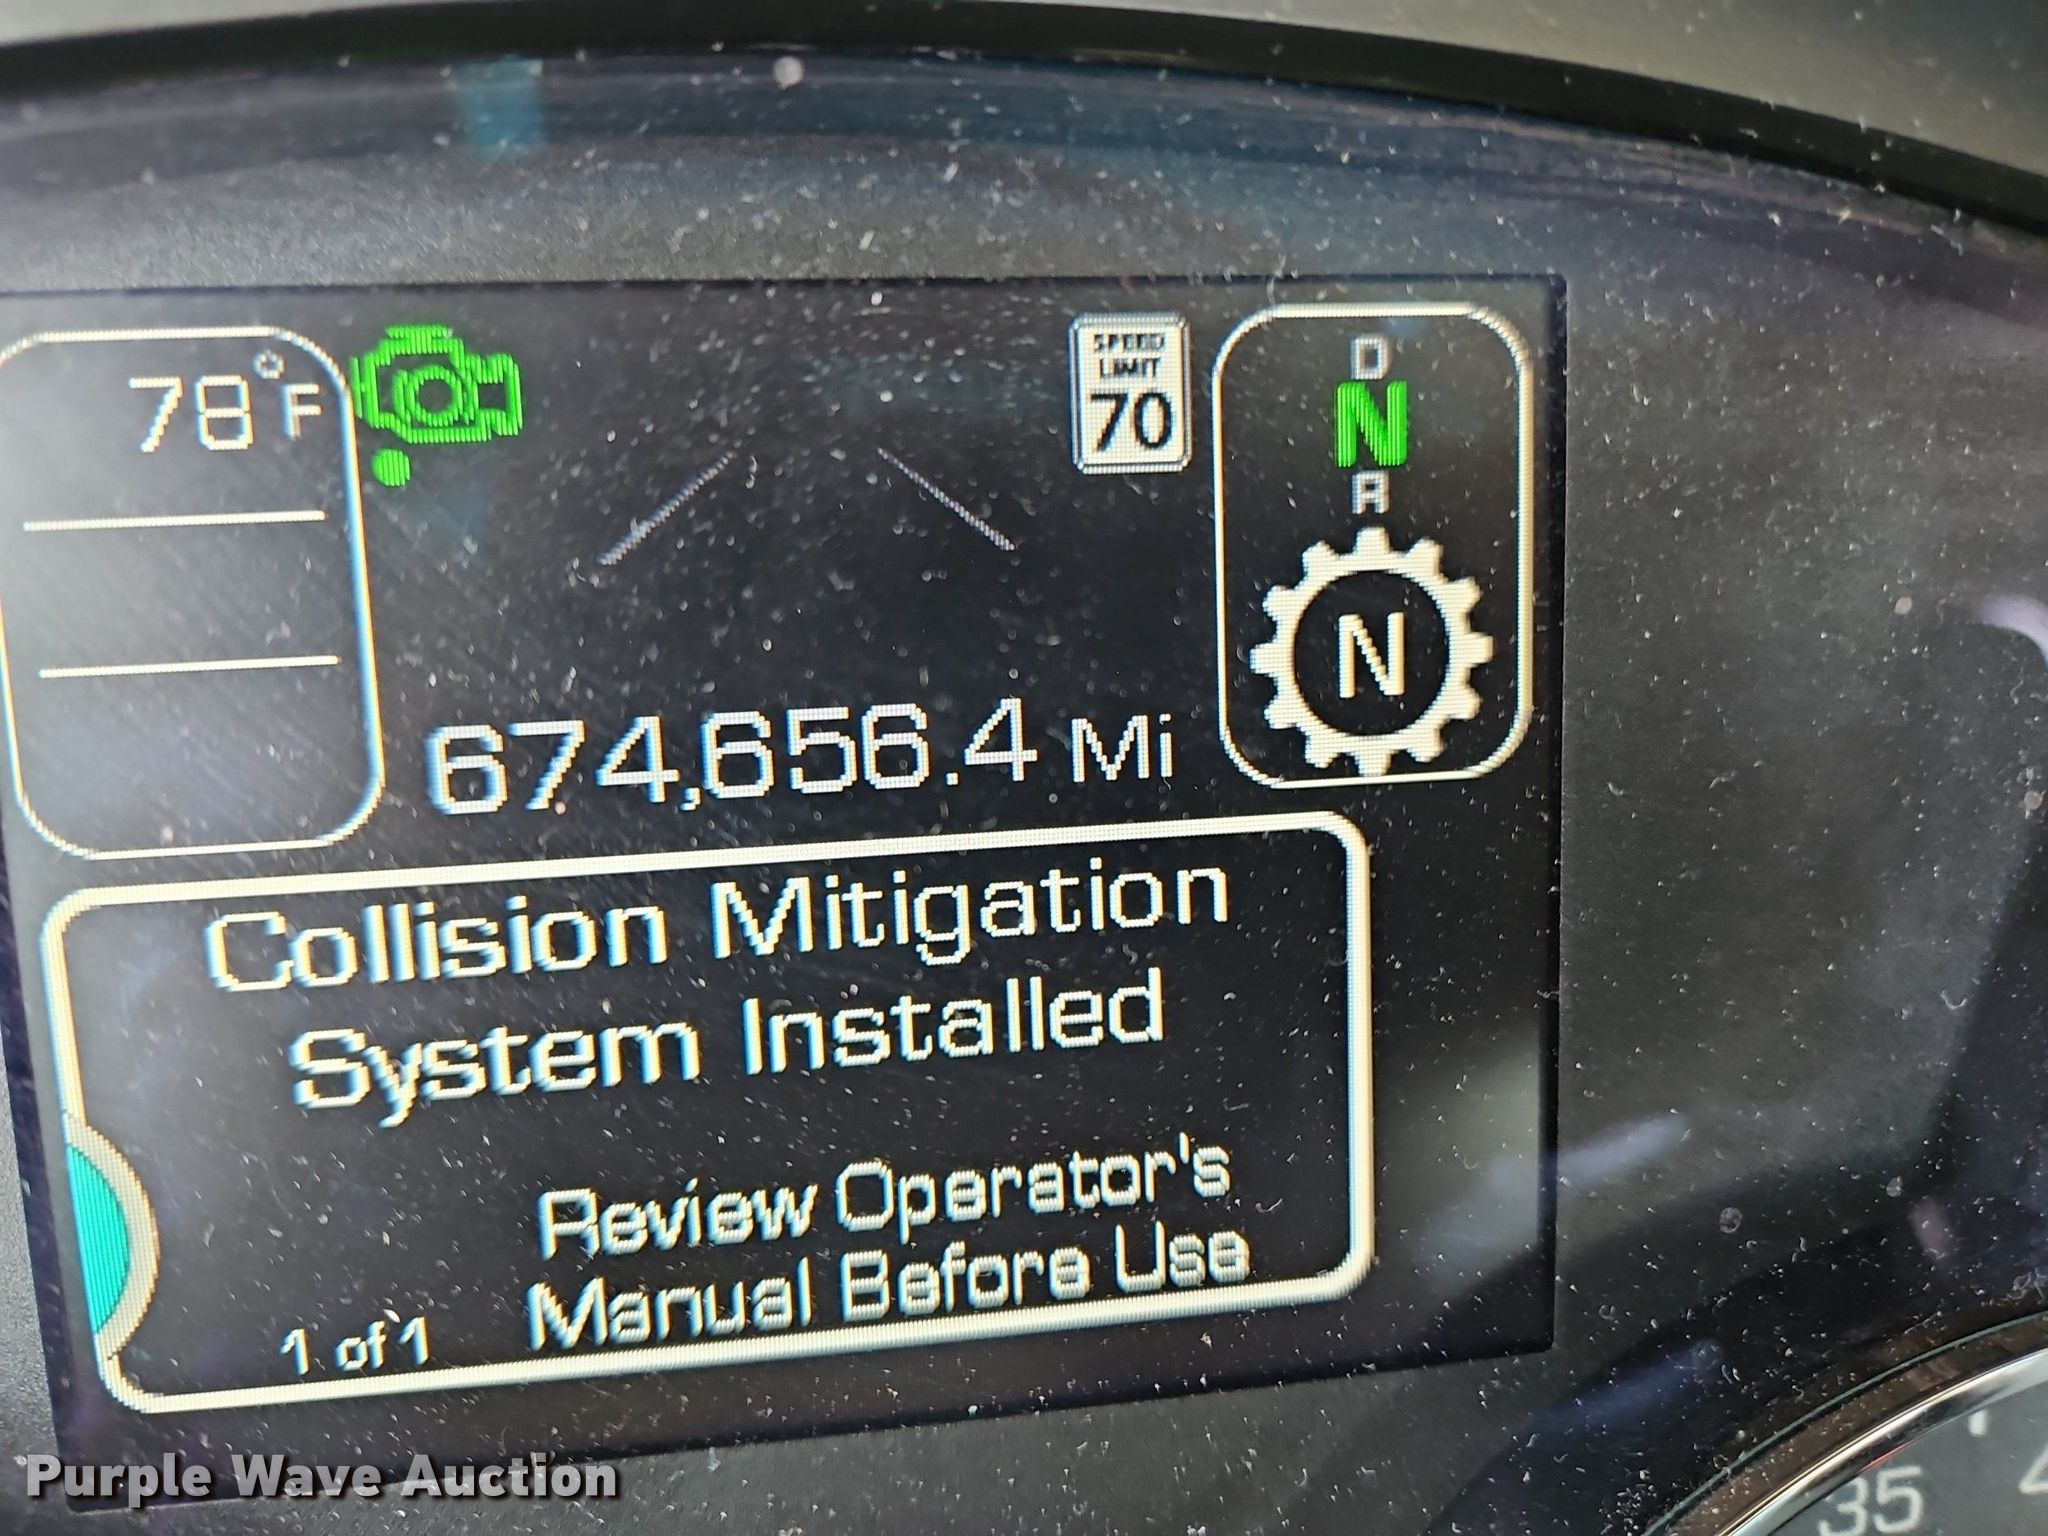 78°F
SPEED
LIMIT
70
D
N
R
N
674,656.4 Mi
Collision Mitigation
System Installed
Review Operator's
Manual Before Use
1 of 1
35
Purple Wave Auction